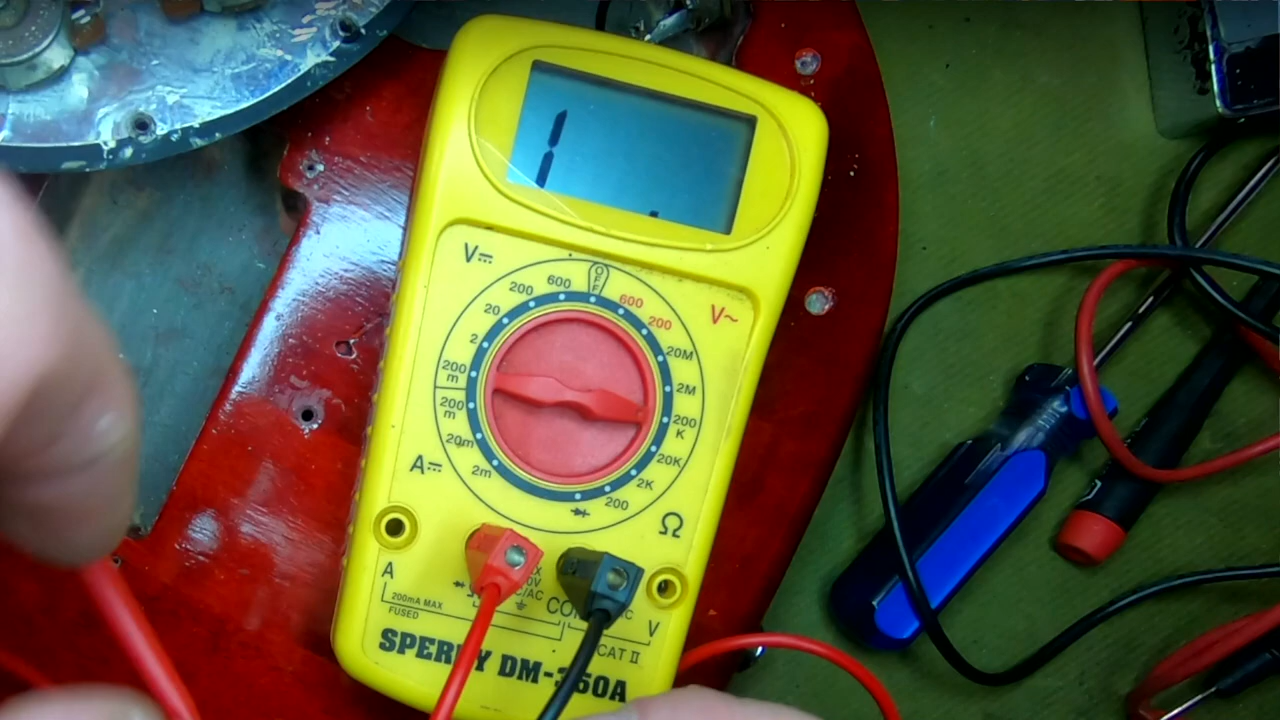 1 .
V⎓
OFF
600
600
V~
200
200
20
20M
2
2M
200
m
200
m
200
K
20m
20K
A⎓
2m
2K
200
Ω
A
200mA MAX
FUSED
V
CAT II
SPERRY DM-350A